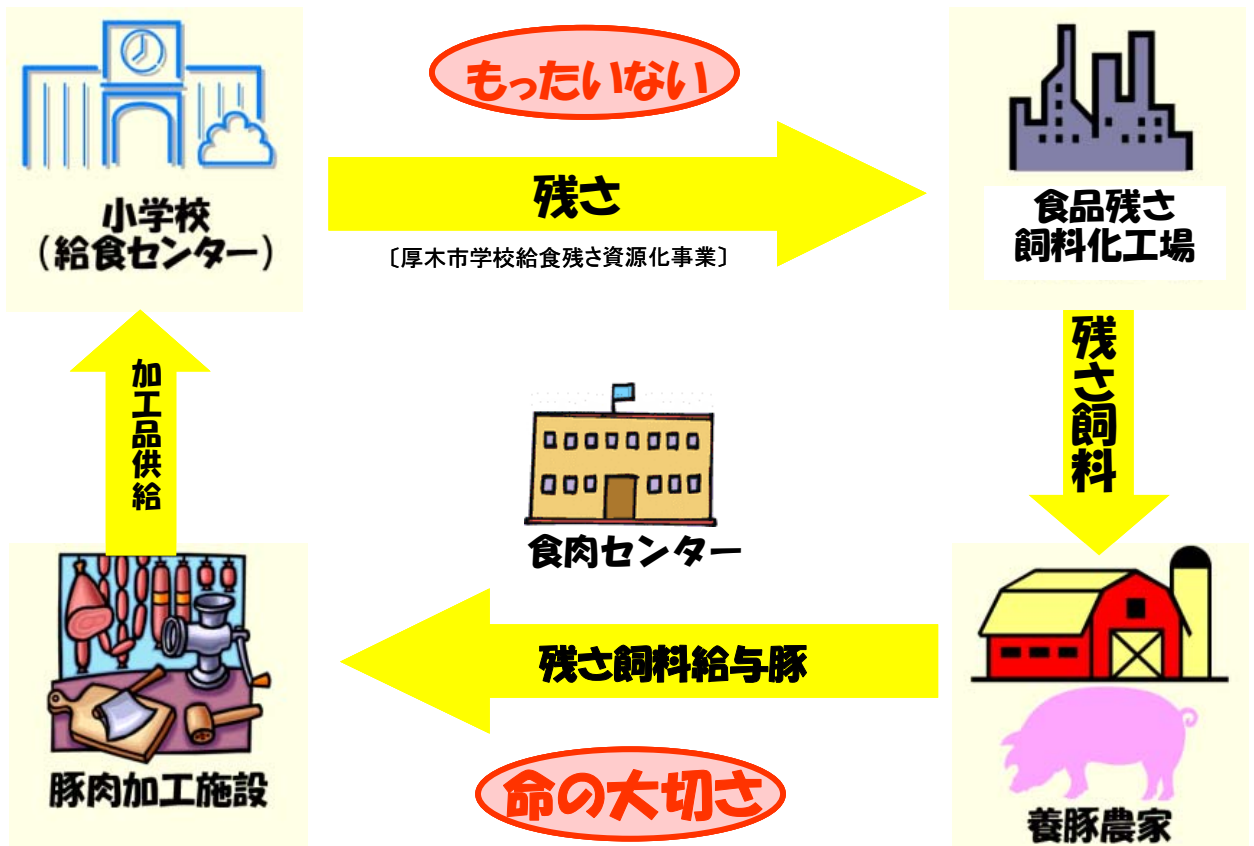 もったいない
小学校
（給食センター）
残さ
〔厚木市学校給食残さ資源化事業〕
食品残さ
飼料化工場
残さ飼料
加工品供給
食肉センター
残さ飼料給与豚
豚肉加工施設
命の大切さ
養豚農家